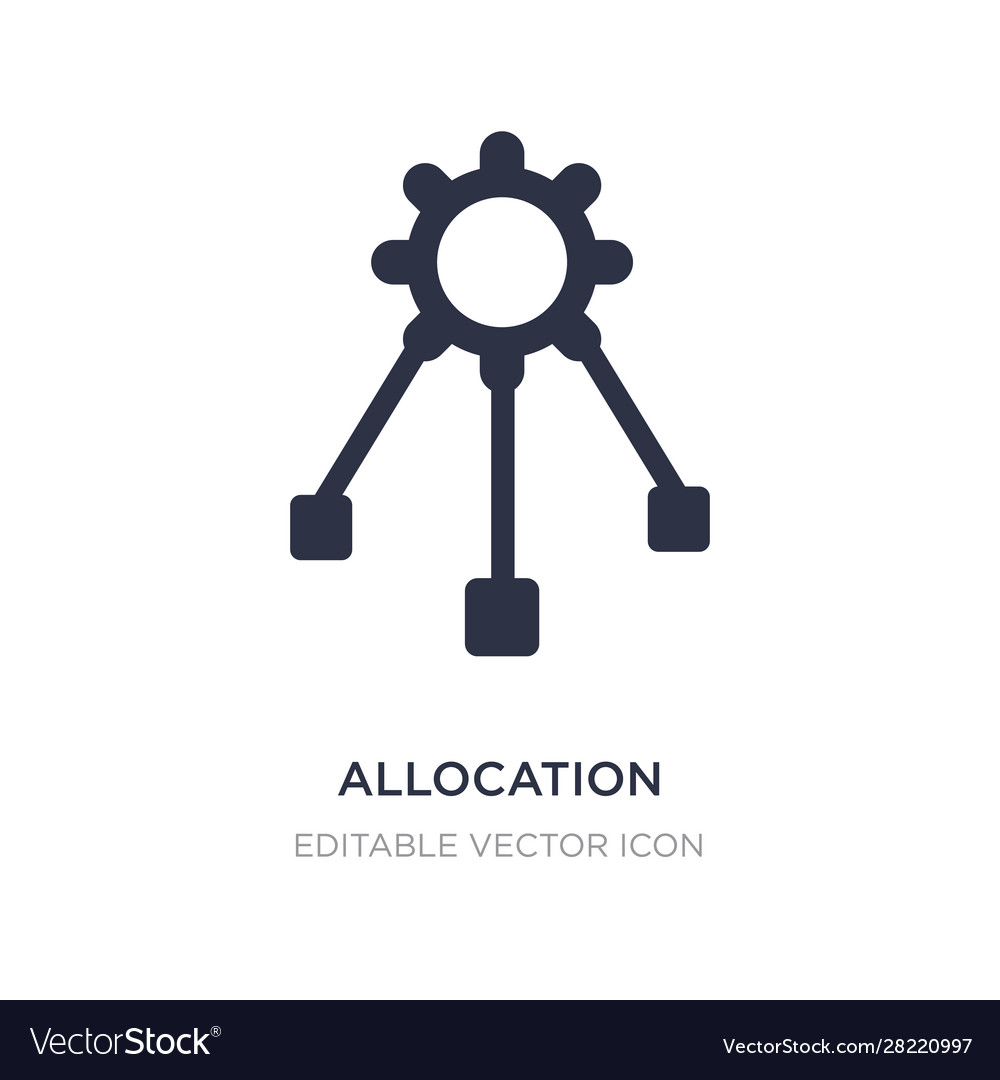 ALLOCATION
EDITABLE VECTOR ICON
VectorStock®
VectorStock.com/28220997